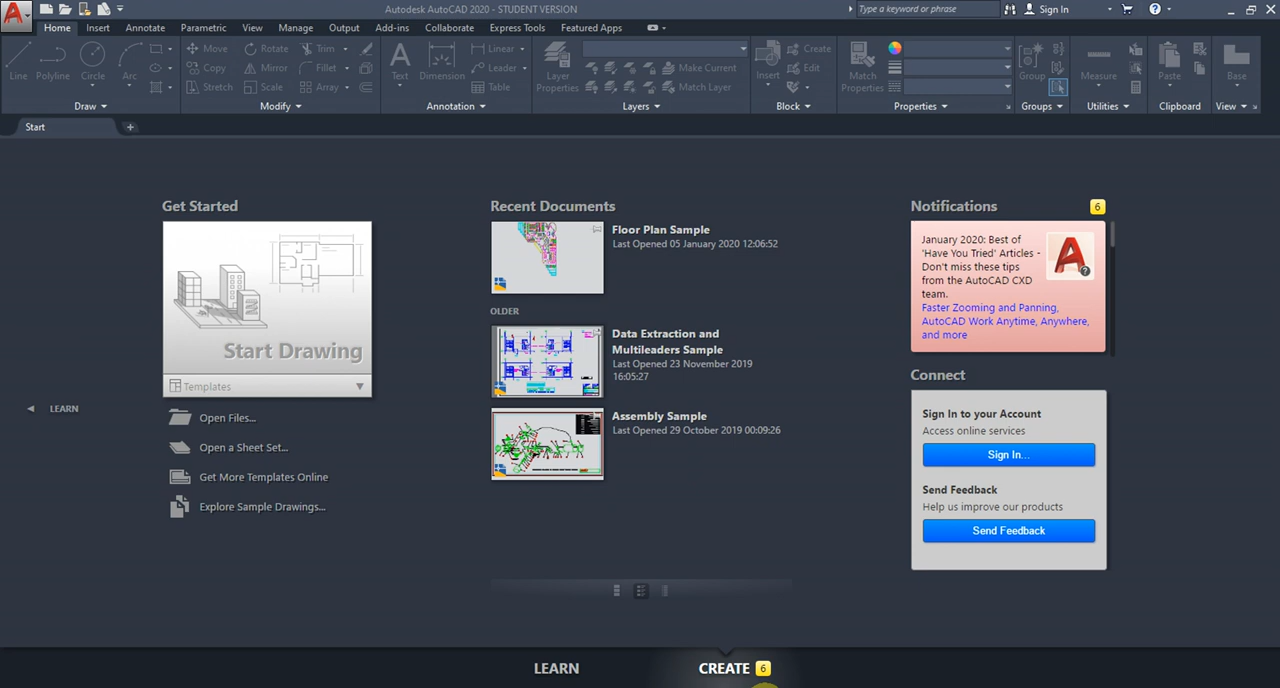 Autodesk AutoCAD 2020 - STUDENT VERSION
Type a keyword or phrase
Sign In
Home Insert Annotate Parametric View Manage Output Add-ins Collaborate Express Tools Featured Apps
Line Polyline Circle Arc
Move Rotate Trim
Copy Mirror Fillet
Stretch Scale Array
Text Dimension
Linear
Leader
Table
Layer
Properties
Make Current
Match Layer
Insert
Create
Edit
Match
Properties
Group
Measure
Paste
Base
Draw Modify Annotation Layers Block Properties Groups Utilities Clipboard View
Start
Get Started
Start Drawing
Templates
Open Files...
Open a Sheet Set...
Get More Templates Online
Explore Sample Drawings...
LEARN
Recent Documents
Floor Plan Sample
Last Opened 05 January 2020 12:06:52
OLDER
Data Extraction and
Multileaders Sample
Last Opened 23 November 2019
16:05:27
Assembly Sample
Last Opened 29 October 2019 00:09:26
Notifications 6
January 2020: Best of
'Have You Tried' Articles -
Don't miss these tips
from the AutoCAD CXD
team.
Faster Zooming and Panning,
AutoCAD Work Anytime, Anywhere,
and more
Connect
Sign In to your Account
Access online services
Sign In...
Send Feedback
Help us improve our products
Send Feedback
LEARN CREATE 6